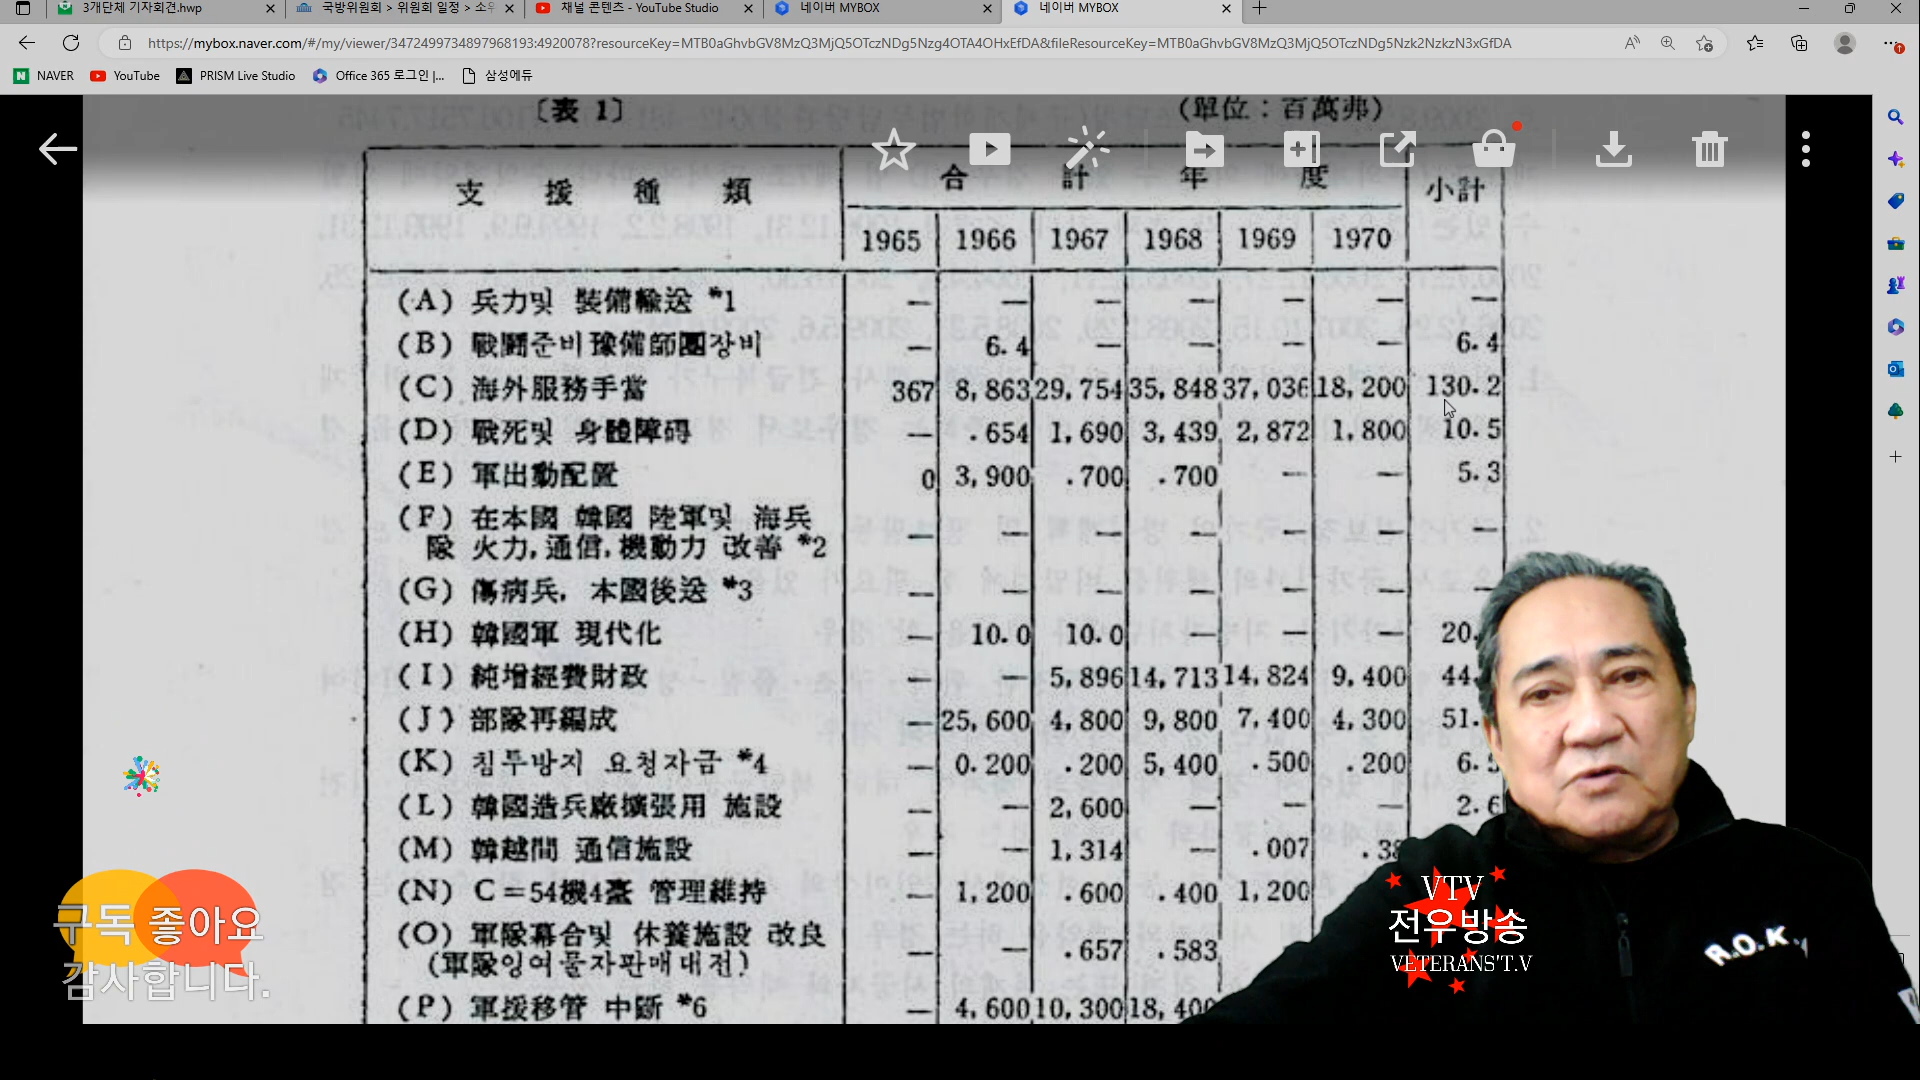 3개단체 기자회견.hwp
국방위원회 > 위원회 일정 > 소우
채널 콘텐츠 - YouTube Studio
네이버 MYBOX
네이버 MYBOX
https://mybox.naver.com/#/my/viewer/3472499734897968193:4920078?resourceKey=MTB0aGhvbGV8MzQ3MjQ5OTczNDg5Nzg4OTA4OHxEfDA&fileResourceKey=MTB0aGhvbGV8MzQ3MjQ5OTczNDg5Nzk2NzkzN3xGfDA
NAVER YouTube PRISM Live Studio Office 365 로그인 |... 삼성에듀
〔表 1〕 (單位：百萬弗)
支援種類 合計年度 小計
1965 1966 1967 1968 1969 1970
(A) 兵力및 裝備輸送 *1 — — — — — — —
(B) 戰鬪준비豫備師團장비 — 6.4 — — — — 6.4
(C) 海外服務手當 367 8,863 29,754 35,848 37,036 18,200 130.2
(D) 戰死및 身體障碍 — .654 1,690 3,439 2,872 1,800 10.5
(E) 軍出動配置 0 3,900 .700 .700 — — 5.3
(F) 在本國 韓國 陸軍및 海兵
隊 火力,通信,機動力 改善 *2 — — — — — — —
(G) 傷病兵, 本國後送 *3 — — — — — — —
(H) 韓國軍 現代化 — 10.0 10.0 — — — 20.
(I) 純增經費財政 — — 5,896 14,713 14,824 9,400 44.
(J) 部隊再編成 — 25,600 4,800 9,800 7,400 4,300 51.
(K) 침투방지 요청자금 *4 — 0.200 .200 5,400 .500 .200 6.5
(L) 韓國造兵廠擴張用 施設 — — 2,600 — — — 2.6
(M) 韓越間 通信施設 — — 1,314 — .007 .38
(N) C=54機4臺 管理維持 — 1,200 .600 .400 1,200
(O) 軍隊幕舍및 休養施設 改良
(軍隊잉여물자판매대전) — — .657 .583
(P) 軍援移管 中斷 *6 — 4,600 10,300 18,400
구독 좋아요
감사합니다.
VTV
전우방송
VETERANS'T.V
R.O.K.